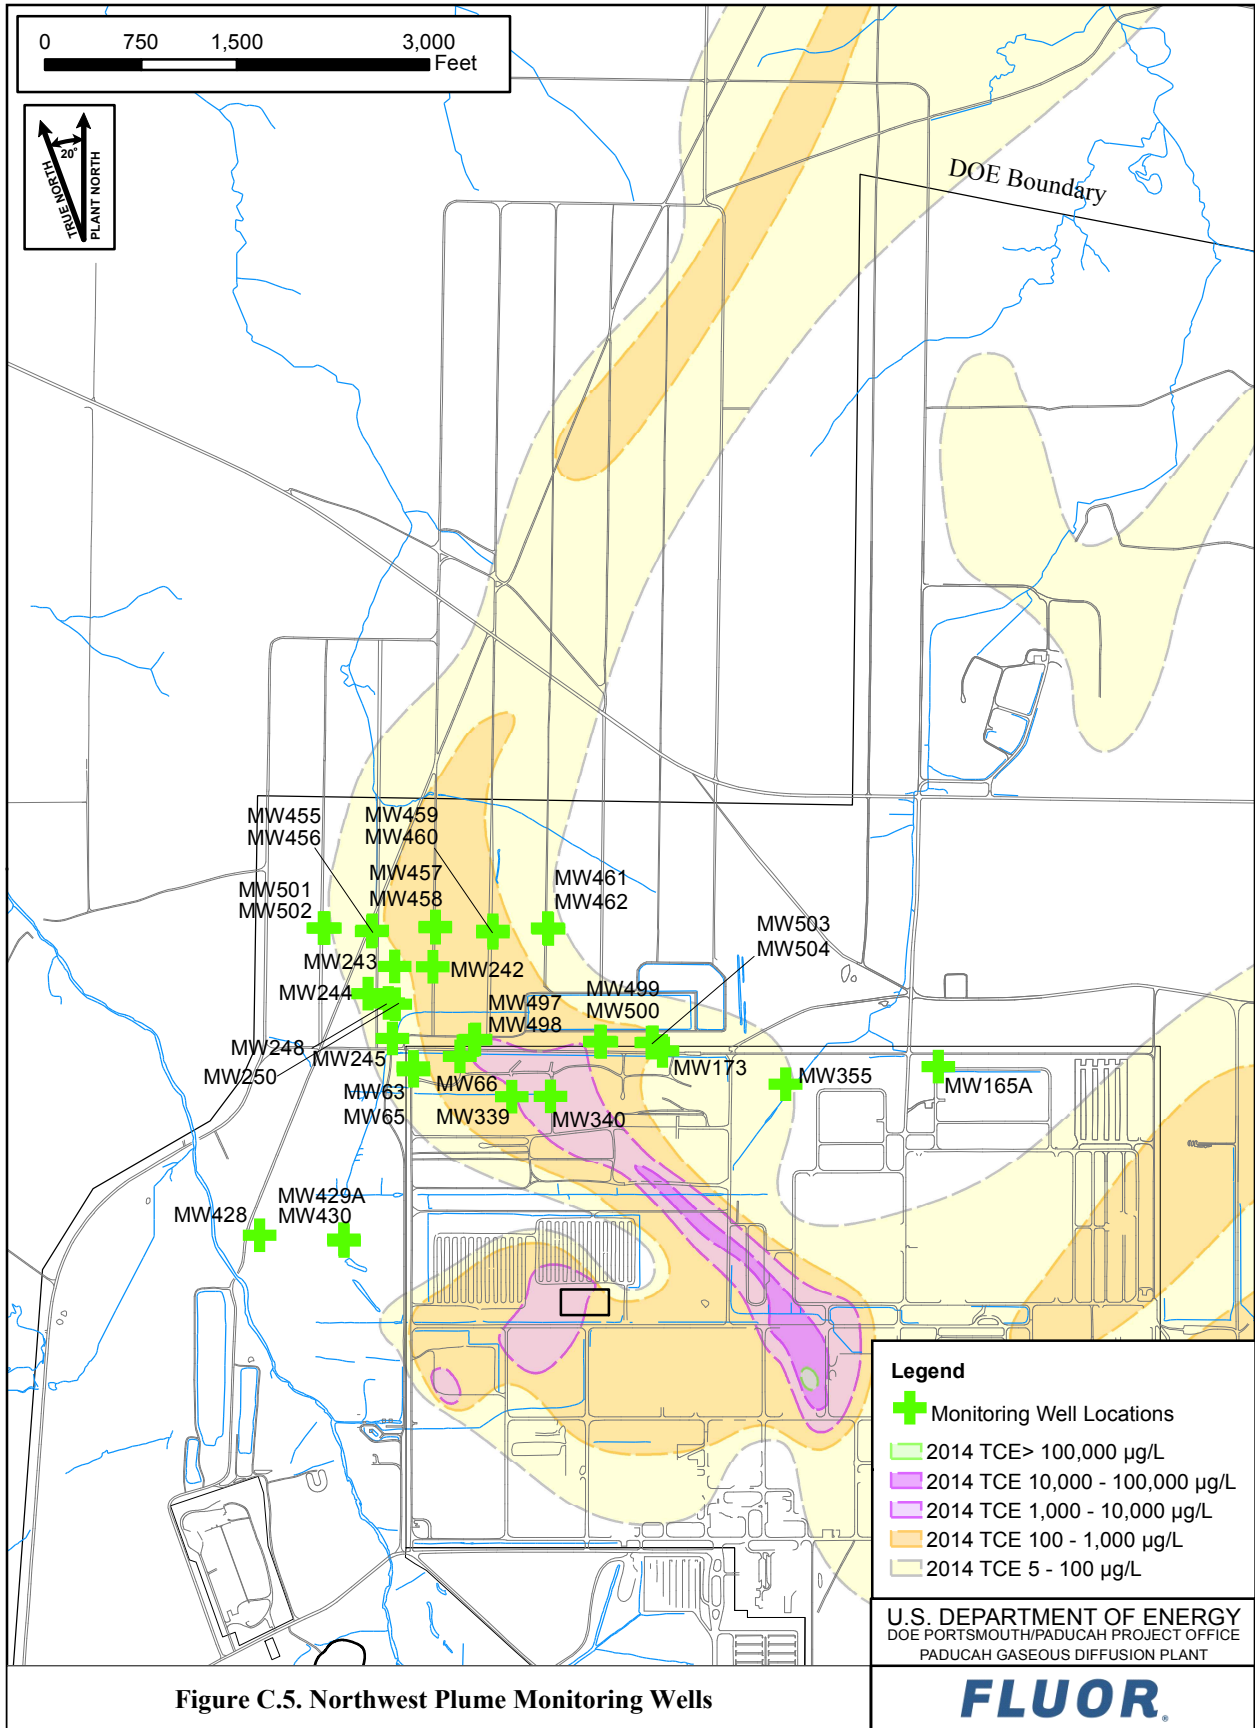 0 750 1,500 3,000
Feet
20°
TRUE NORTH
PLANT NORTH
DOE Boundary
MW455
MW456
MW459
MW460
MW457
MW458
MW461
MW462
MW501
MW502
MW503
MW504
MW243
MW242
MW244
MW497
MW498
MW499
MW500
MW248
MW245
MW250
MW173
MW355
MW165A
MW63
MW65
MW66
MW339
MW340
MW429A
MW430
MW428
Legend
Monitoring Well Locations
2014 TCE> 100,000 µg/L
2014 TCE 10,000 - 100,000 µg/L
2014 TCE 1,000 - 10,000 µg/L
2014 TCE 100 - 1,000 µg/L
2014 TCE 5 - 100 µg/L
U.S. DEPARTMENT OF ENERGY
DOE PORTSMOUTH/PADUCAH PROJECT OFFICE
PADUCAH GASEOUS DIFFUSION PLANT
Figure C.5. Northwest Plume Monitoring Wells
FLUOR®